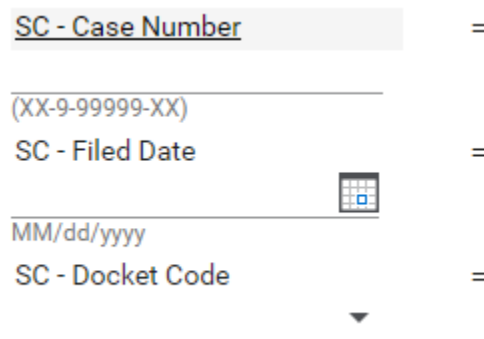 SC - Case Number =
(XX-9-99999-XX)
SC - Filed Date =
MM/dd/yyyy
SC - Docket Code =